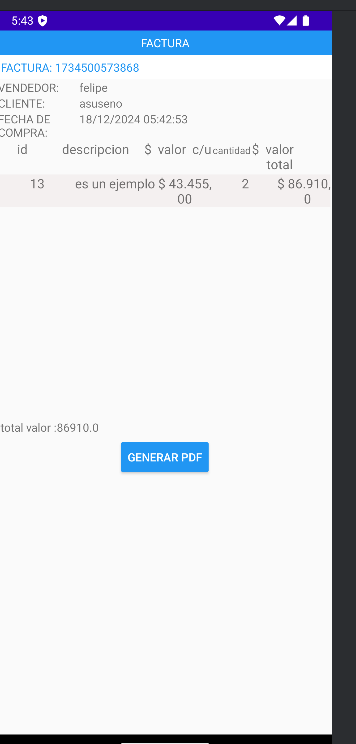 5:43
FACTURA
FACTURA: 1734500573868
VENDEDOR: felipe
CLIENTE: asuseno
FECHA DE COMPRA: 18/12/2024 05:42:53
id descripcion $ valor c/u cantidad $ valor total
13 es un ejemplo $ 43.455,00 2 $ 86.910,0
total valor :86910.0
GENERAR PDF